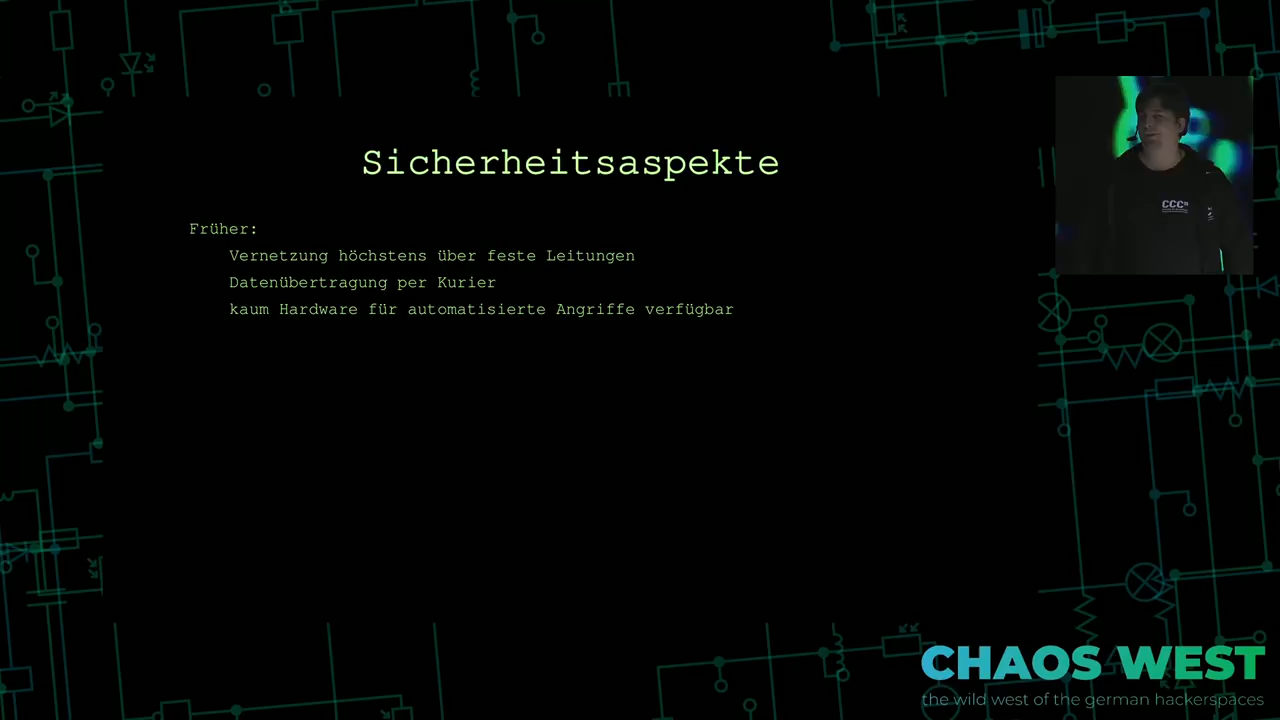 Sicherheitsaspekte
Früher:
Vernetzung höchstens über feste Leitungen
Datenübertragung per Kurier
kaum Hardware für automatisierte Angriffe verfügbar
CCC
CHAOS WEST
the wild west of the german hackerspaces